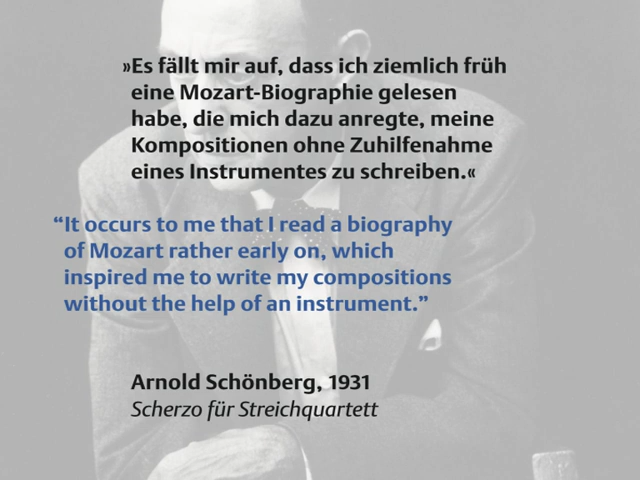 »Es fällt mir auf, dass ich ziemlich früh
eine Mozart-Biographie gelesen
habe, die mich dazu anregte, meine
Kompositionen ohne Zuhilfenahme
eines Instrumentes zu schreiben.«
“It occurs to me that I read a biography
of Mozart rather early on, which
inspired me to write my compositions
without the help of an instrument.”
Arnold Schönberg, 1931
Scherzo für Streichquartett